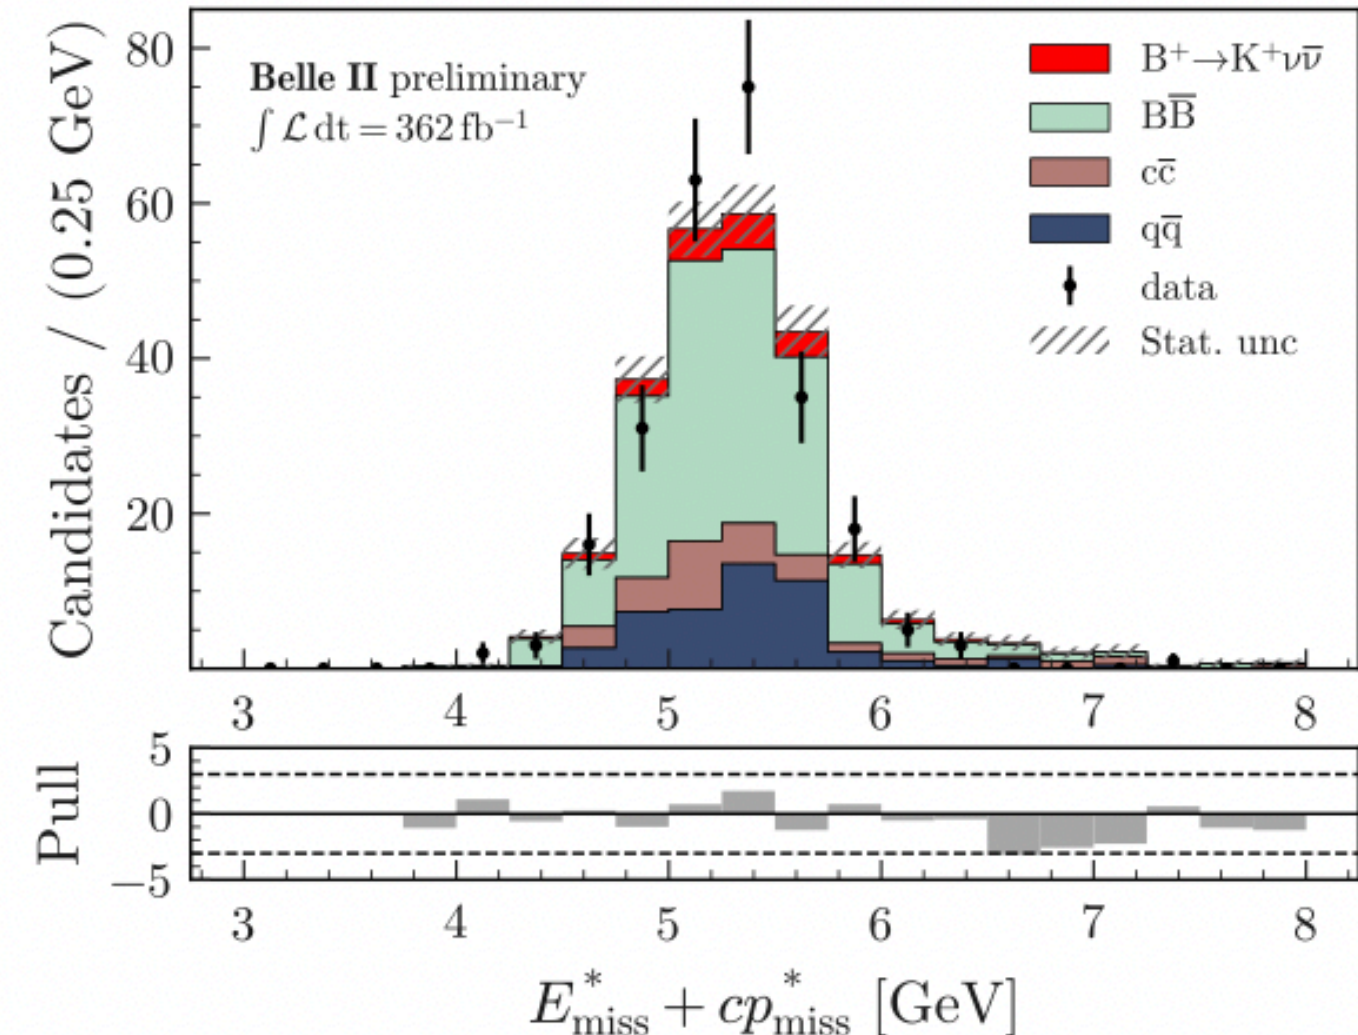 Candidates / (0.25 GeV)
80
60
40
20
Belle II preliminary
∫ ℒ dt = 362 fb⁻¹
B⁺→K⁺νν̅
BB̅
cc̅
qq̅
data
Stat. unc
3 4 5 6 7 8
Pull
5
0
−5
3 4 5 6 7 8
E*miss + cp*miss [GeV]